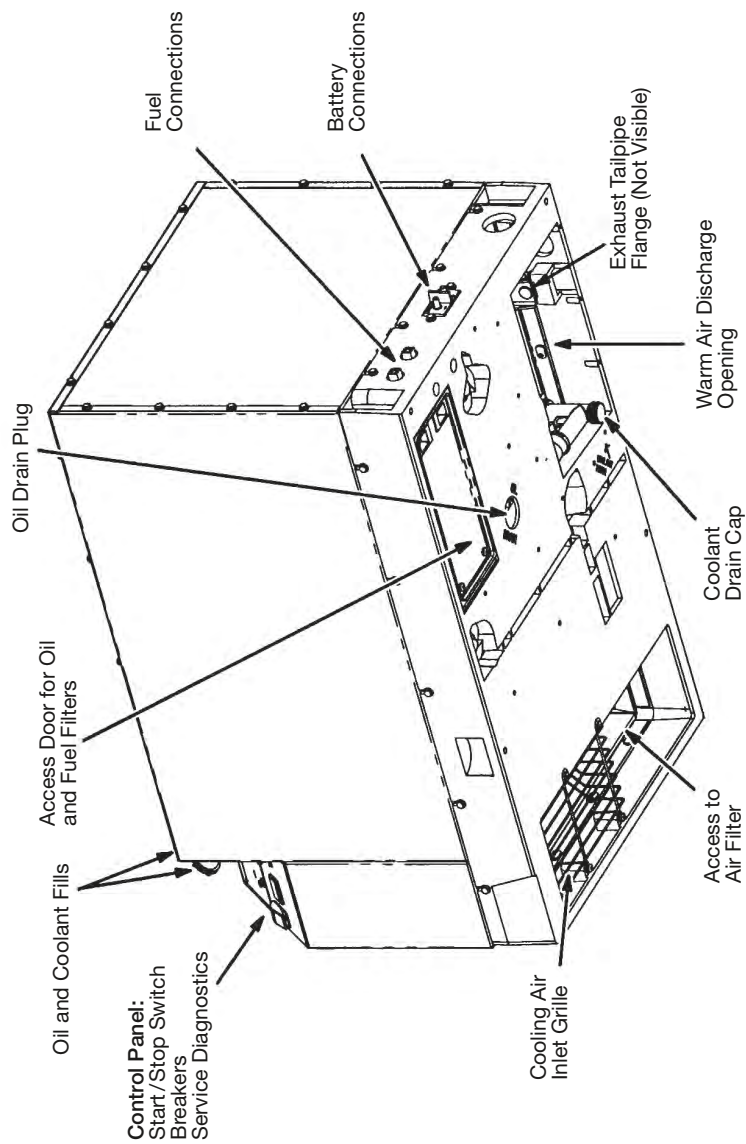 Oil and Coolant Fills
Access Door for Oil
and Fuel Filters
Oil Drain Plug
Fuel
Connections
Control Panel:
Start/Stop Switch
Breakers
Service Diagnostics
Battery
Connections
Cooling Air
Inlet Grille
Access to
Air Filter
Coolant
Drain Cap
Warm Air Discharge
Opening
Exhaust Tailpipe
Flange (Not Visible)